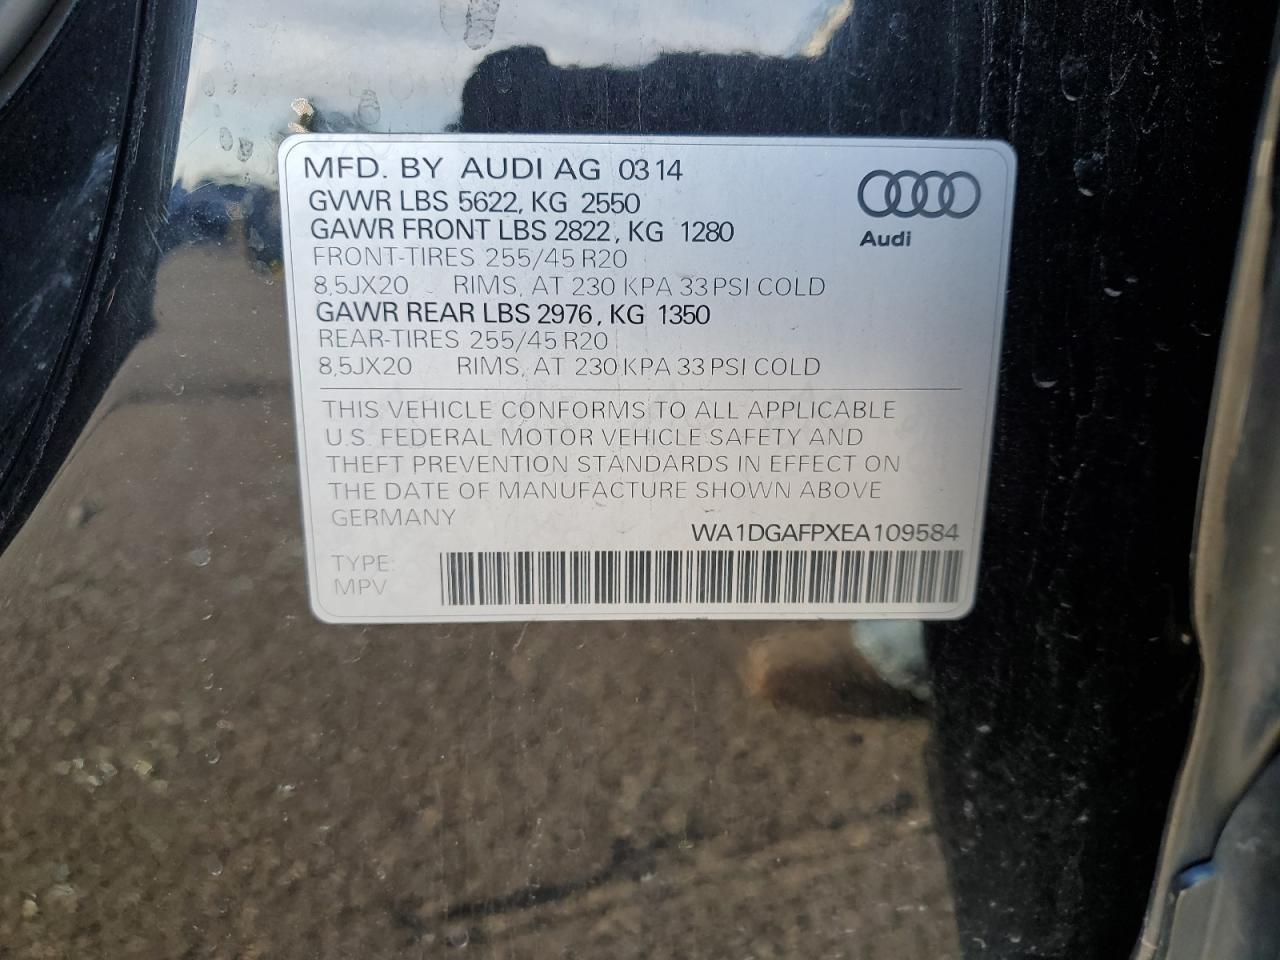 MFD. BY AUDI AG 03 14
GVWR LBS 5622, KG 2550
GAWR FRONT LBS 2822, KG 1280
FRONT-TIRES 255/45 R20
8,5JX20 RIMS, AT 230 KPA 33 PSI COLD
GAWR REAR LBS 2976, KG 1350
REAR-TIRES 255/45 R20
8,5JX20 RIMS, AT 230 KPA 33 PSI COLD
Audi
THIS VEHICLE CONFORMS TO ALL APPLICABLE
U.S. FEDERAL MOTOR VEHICLE SAFETY AND
THEFT PREVENTION STANDARDS IN EFFECT ON
THE DATE OF MANUFACTURE SHOWN ABOVE
GERMANY
WA1DGAFPXEA109584
TYPE:
MPV